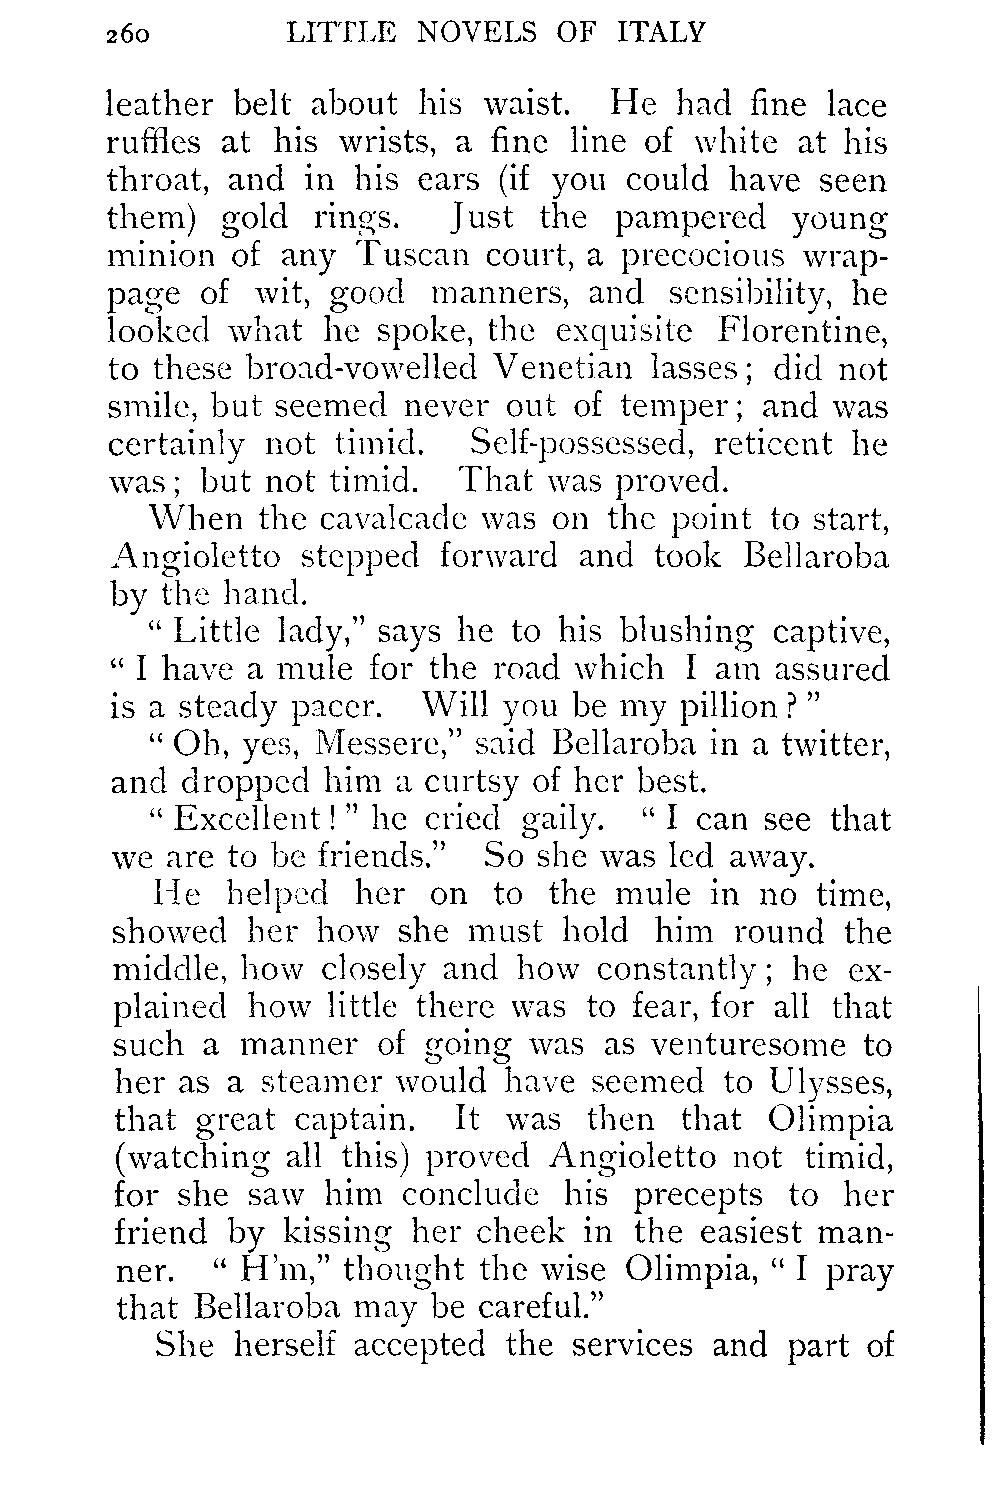 260 LITTLE NOVELS OF ITALY
leather belt about his waist. He had fine lace
ruffles at his wrists, a fine line of white at his
throat, and in his ears (if you could have seen
them) gold rings. Just the pampered young
minion of any Tuscan court, a precocious wrap-
page of wit, good manners, and sensibility, he
looked what he spoke, the exquisite Florentine,
to these broad-vowelled Venetian lasses; did not
smile, but seemed never out of temper; and was
certainly not timid. Self-possessed, reticent he
was; but not timid. That was proved.
When the cavalcade was on the point to start,
Angioletto stepped forward and took Bellaroba
by the hand.
“Little lady,” says he to his blushing captive,
“I have a mule for the road which I am assured
is a steady pacer. Will you be my pillion?”
“Oh, yes, Messere,” said Bellaroba in a twitter,
and dropped him a curtsy of her best.
“Excellent!” he cried gaily. “I can see that
we are to be friends.” So she was led away.
He helped her on to the mule in no time,
showed her how she must hold him round the
middle, how closely and how constantly; he ex-
plained how little there was to fear, for all that
such a manner of going was as venturesome to
her as a steamer would have seemed to Ulysses,
that great captain. It was then that Olimpia
(watching all this) proved Angioletto not timid,
for she saw him conclude his precepts to her
friend by kissing her cheek in the easiest man-
ner. “H’m,” thought the wise Olimpia, “I pray
that Bellaroba may be careful.”
She herself accepted the services and part of